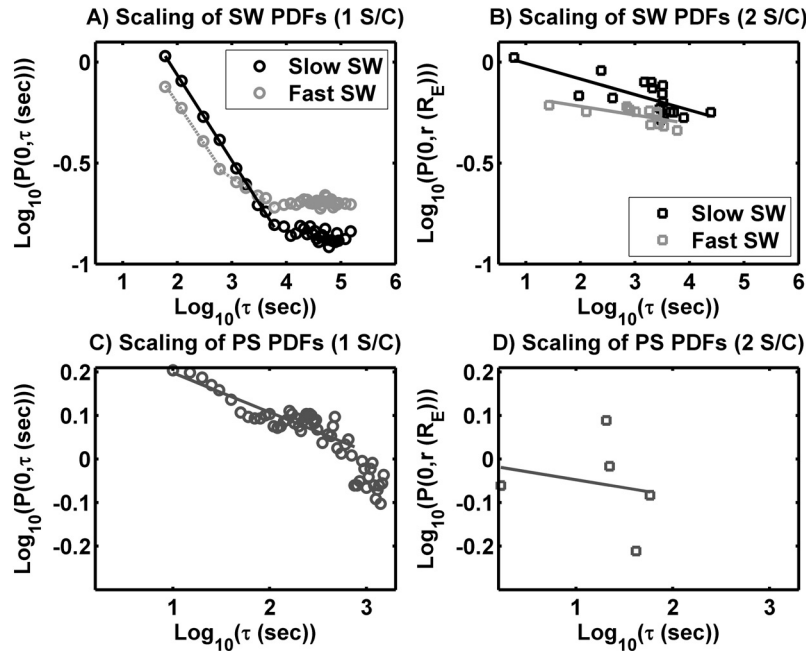 A) Scaling of SW PDFs (1 S/C)
Log10(P(0,τ (sec)))
0
-0.5
-1
Slow SW
Fast SW
1 2 3 4 5 6
Log10(τ (sec))
B) Scaling of SW PDFs (2 S/C)
Log10(P(0,r (RE)))
0
-0.5
-1
Slow SW
Fast SW
1 2 3 4 5 6
Log10(τ (sec))
C) Scaling of PS PDFs (1 S/C)
Log10(P(0,τ (sec)))
0.2
0.1
0
-0.1
-0.2
1 2 3
Log10(τ (sec))
D) Scaling of PS PDFs (2 S/C)
Log10(P(0,r (RE)))
0.2
0.1
0
-0.1
-0.2
1 2 3
Log10(τ (sec))